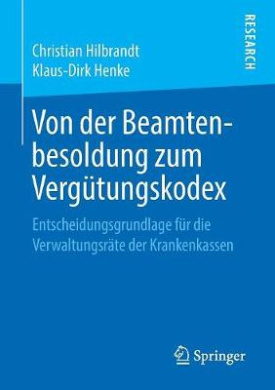 RESEARCH
Christian Hilbrandt
Klaus-Dirk Henke
Von der Beamten-
besoldung zum
Vergütungskodex
Entscheidungsgrundlage für die
Verwaltungsräte der Krankenkassen
Springer